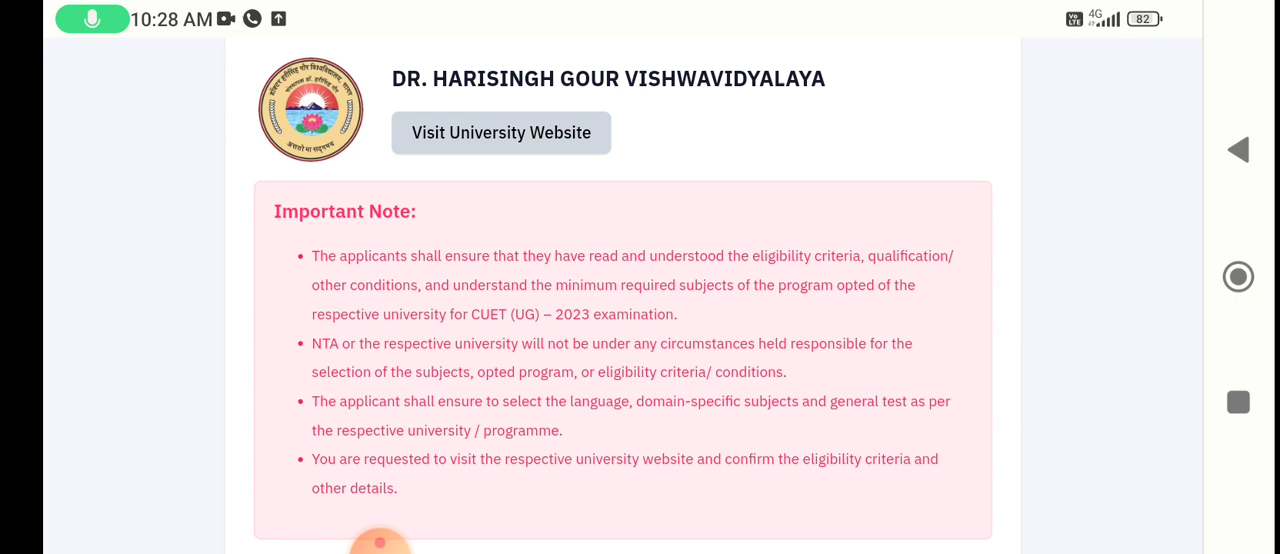 10:28 AM
Vo LTE 4G 82
DR. HARISINGH GOUR VISHWAVIDYALAYA
Visit University Website
Important Note:
• The applicants shall ensure that they have read and understood the eligibility criteria, qualification/
other conditions, and understand the minimum required subjects of the program opted of the
respective university for CUET (UG) – 2023 examination.
• NTA or the respective university will not be under any circumstances held responsible for the
selection of the subjects, opted program, or eligibility criteria/ conditions.
• The applicant shall ensure to select the language, domain-specific subjects and general test as per
the respective university / programme.
• You are requested to visit the respective university website and confirm the eligibility criteria and
other details.